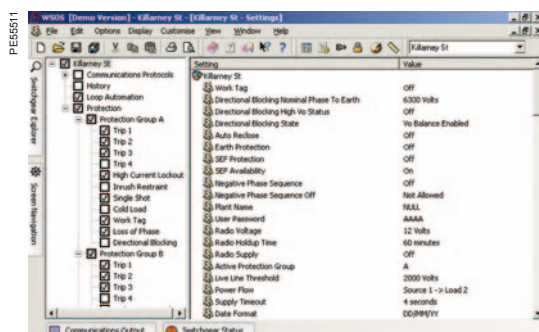 PE55511
WSOS [Demo Version] - Killarney St - [Killarney St - Settings]
File Edit Options Display Customise View Window Help
Killarney St
Switchgear Explorer
Screen Navigation
Killarney St
Communications Protocols
History
Loop Automation
Protection
Protection Group A
Trip 1
Trip 2
Trip 3
Trip 4
High Current Lockout
Inrush Restraint
Single Shot
Cold Load
Work Tag
Loss of Phase
Directional Blocking
Protection Group B
Trip 1
Trip 2
Trip 3
Trip 4
Setting Value
Killarney St
Work Tag Off
Directional Blocking Nominal Phase To Earth 6300 Volts
Directional Blocking High Vo Status Off
Directional Blocking State Vo Balance Enabled
Auto Reclose Off
Earth Protection Off
SEF Protection Off
SEF Availability On
Negative Phase Sequence Off
Negative Phase Sequence Off Not Allowed
Plant Name NULL
User Password AAAA
Radio Voltage 12 Volts
Radio Holdup Time 60 minutes
Radio Supply Off
Active Protection Group A
Live Line Threshold 2000 Volts
Power Flow Source 1 -> Load 2
Supply Timeout 4 seconds
Date Format DD/MM/YY
Communications Output Switchgear Status